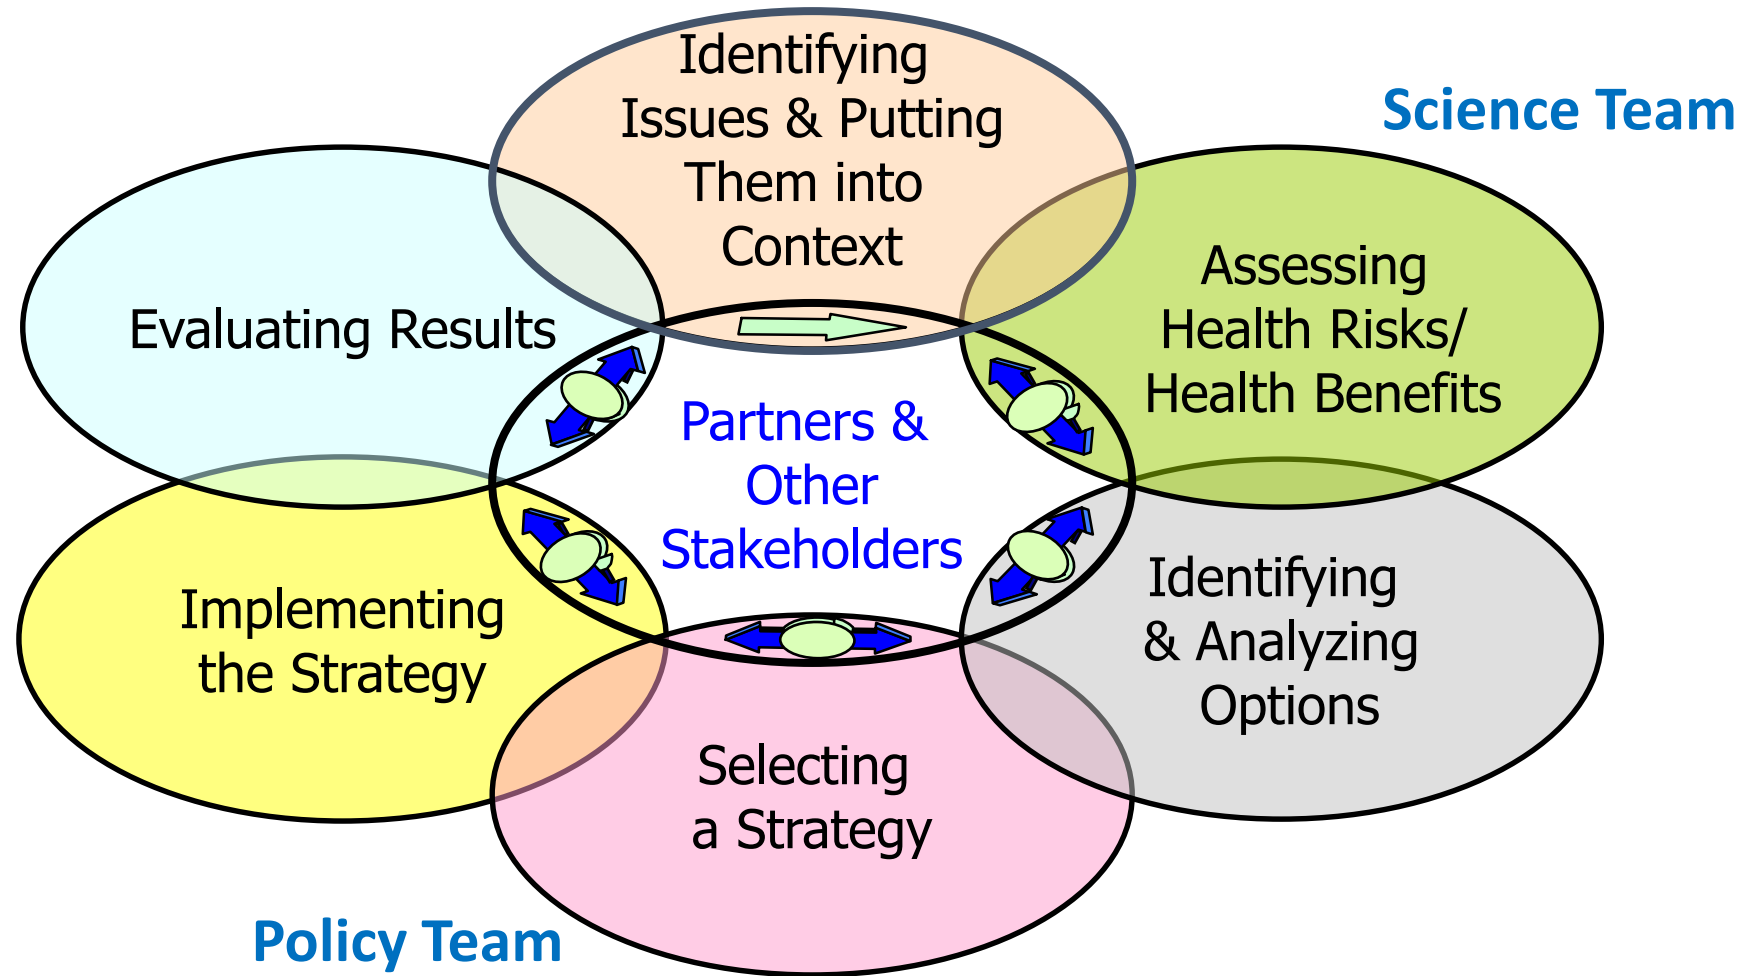 Identifying
Issues & Putting
Them into
Context
Science Team
Assessing
Health Risks/
Health Benefits
Evaluating Results
Partners &
Other
Stakeholders
Identifying
& Analyzing
Options
Implementing
the Strategy
Selecting
a Strategy
Policy Team